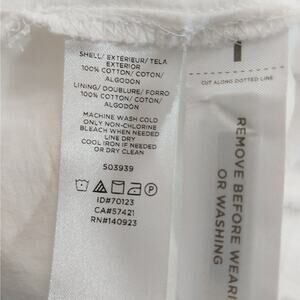 SHELL/ EXTERIEUR/ TELA
EXTERIOR
100% COTTON/ COTON/
ALGODON
LINING/ DOUBLURE/ FORRO
100% COTTON/ COTON/
ALGODON
MACHINE WASH COLD
ONLY NON-CHLORINE
BLEACH WHEN NEEDED
LINE DRY
COOL IRON IF NEEDED
OR DRY CLEAN
503939
P
ID#70123
CA#57421
RN#140923
CUT ALONG DOTTED LINE
REMOVE BEFORE WEARING
OR WASHING